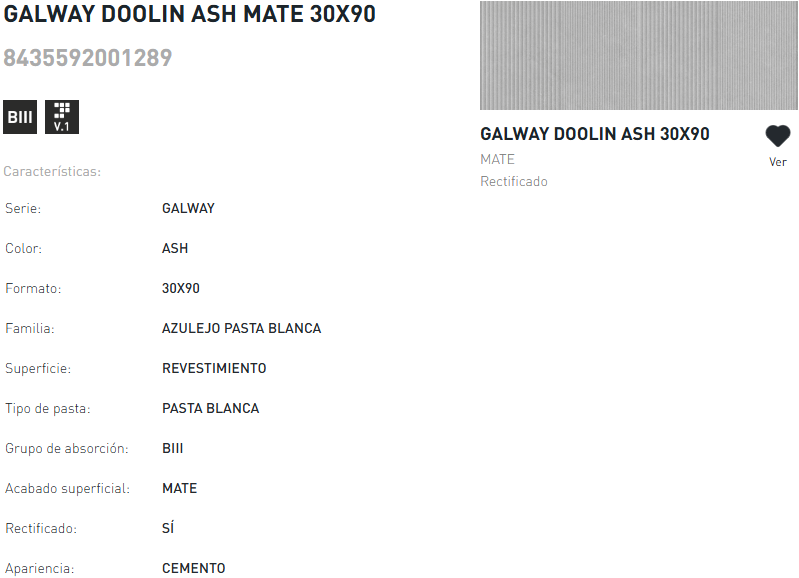 GALWAY DOOLIN ASH MATE 30X90
8435592001289
BIII
V.1
Características:
Serie: GALWAY
Color: ASH
Formato: 30X90
Familia: AZULEJO PASTA BLANCA
Superficie: REVESTIMIENTO
Tipo de pasta: PASTA BLANCA
Grupo de absorción: BIII
Acabado superficial: MATE
Rectificado: SÍ
Apariencia: CEMENTO
GALWAY DOOLIN ASH 30X90
MATE
Rectificado
Ver